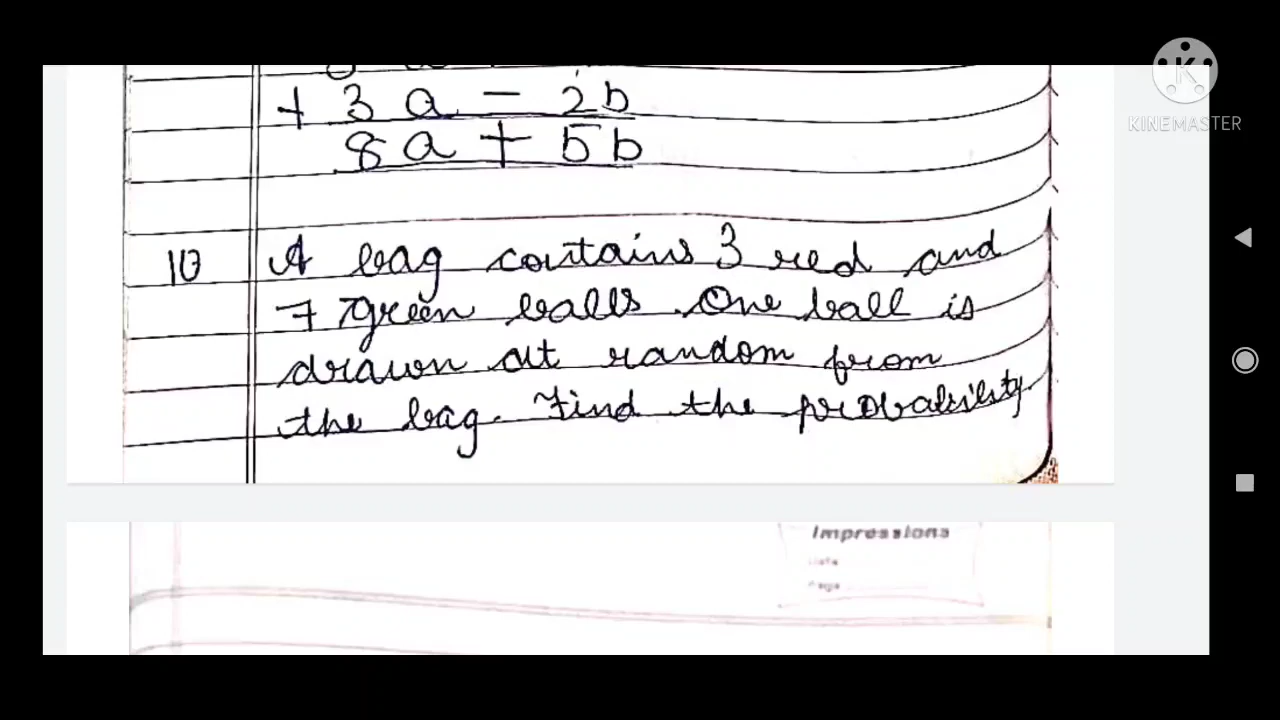 + 3a - 2b
8a + 5b
10 A bag contains 3 red and
7 green balls. One ball is
drawn at random from
the bag. Find the probability
KINEMASTER
Impressions